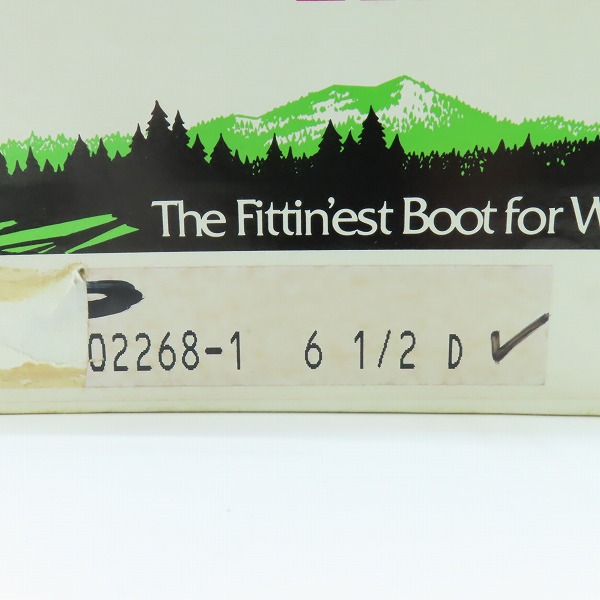 The Fittin'est Boot for W
02268-1 6 1/2 D